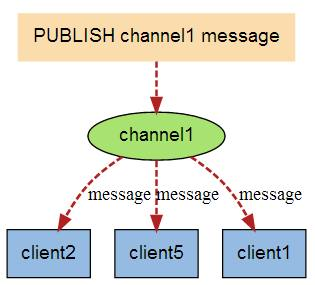 PUBLISH channel1 message
channel1
message message message
client2 client5 client1